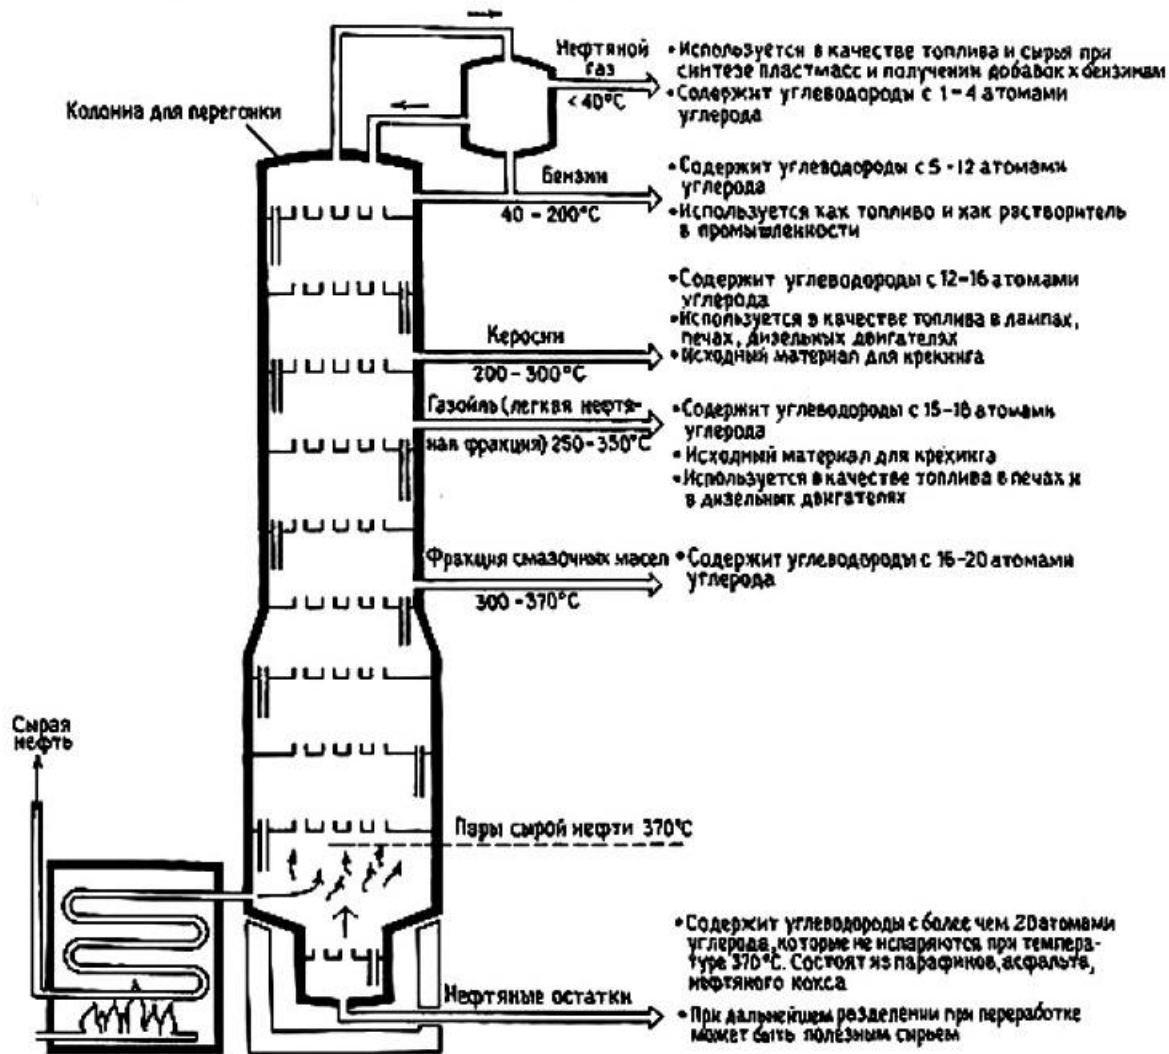 Нефтяной
газ
<40°C
• Используется в качестве топлива и сырья при
синтезе пластмасс и получении добавок к бензинам
• Содержит углеводороды с 1-4 атомами
углерода
Колонна для перегонки
Бензин
40 - 200°C
• Содержит углеводороды с 5-12 атомами
углерода
• Используется как топливо и как растворитель
в промышленности
Керосин
200 - 300°C
• Содержит углеводороды с 12-16 атомами
углерода
• Используется в качестве топлива в лампах,
печах, дизельных двигателях
• Исходный материал для крекинга
Газойль (легкая нефтя-
ная фракция) 250-350°C
• Содержит углеводороды с 15-18 атомами
углерода
• Исходный материал для крекинга
• Используется в качестве топлива в печах и
в дизельных двигателях
Фракция смазочных масел
300 - 370°C
• Содержит углеводороды с 16-20 атомами
углерода
Сырая
нефть
Пары сырой нефти 370°C
Нефтяные остатки
• Содержит углеводороды с более чем 20 атомами
углерода, которые не испаряются при темпера-
туре 370°C. Состоят из парафинов, асфальта,
нефтяного кокса
• При дальнейшем разделении при переработке
может быть полезным сырьем